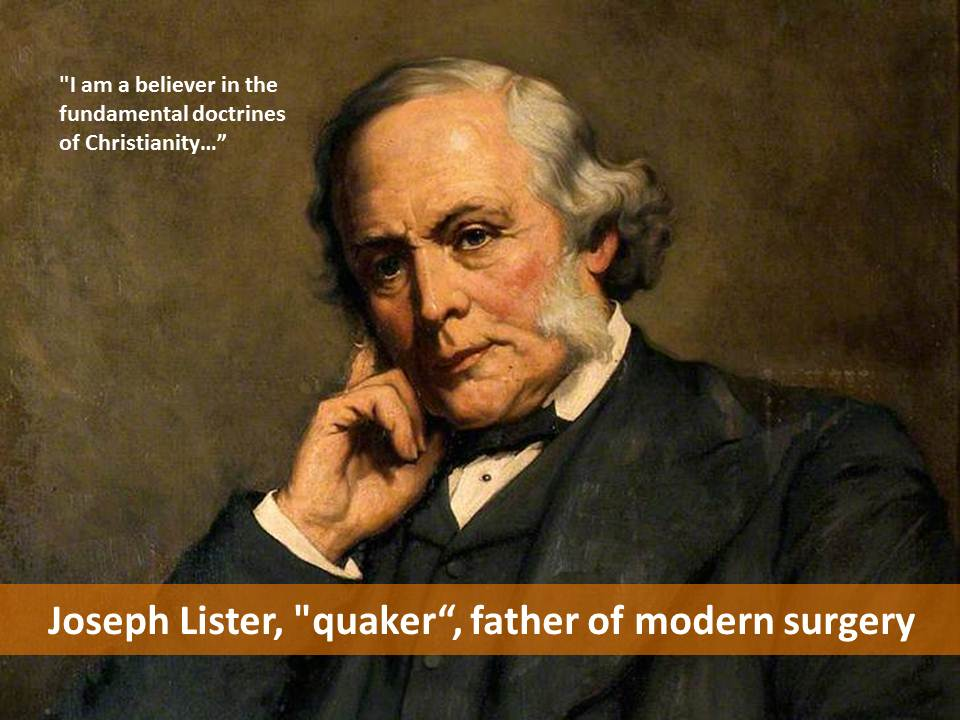 "I am a believer in the
fundamental doctrines
of Christianity…”
Joseph Lister, "quaker“, father of modern surgery